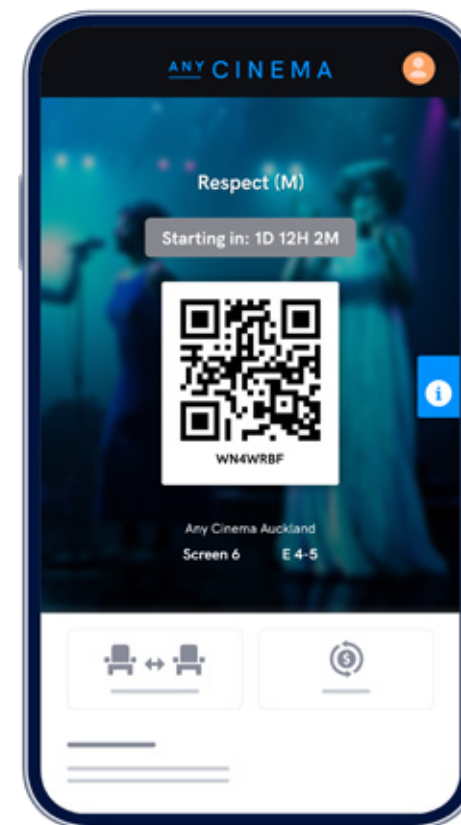 ANY CINEMA
Respect (M)
Starting in: 1D 12H 2M
WN4WRBF
Any Cinema Auckland
Screen 6 E 4-5